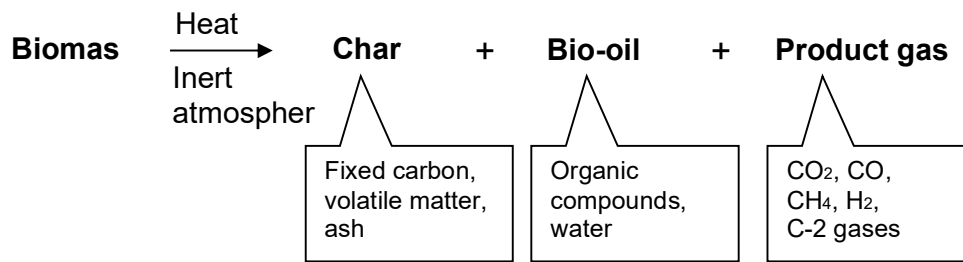 Heat
Biomas Char + Bio-oil + Product gas
Inert
atmospher
Fixed carbon,
volatile matter,
ash
Organic
compounds,
water
CO2, CO,
CH4, H2,
C-2 gases